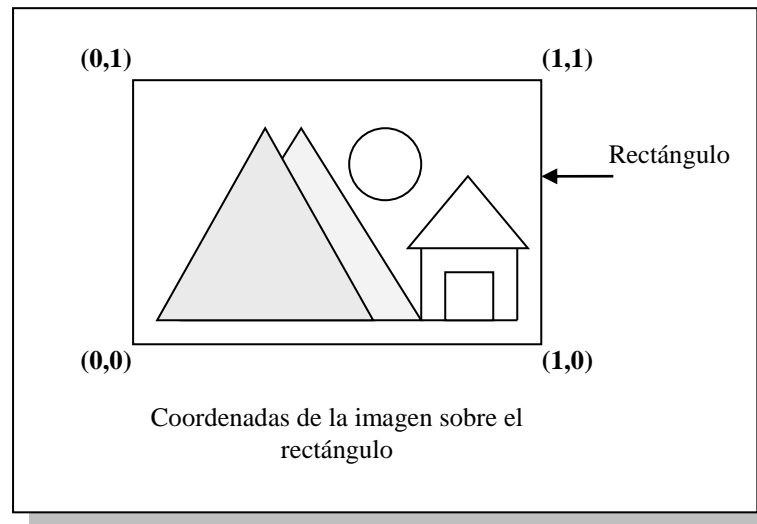 (0,1)
(1,1)
Rectángulo
(0,0)
(1,0)
Coordenadas de la imagen sobre el
rectángulo